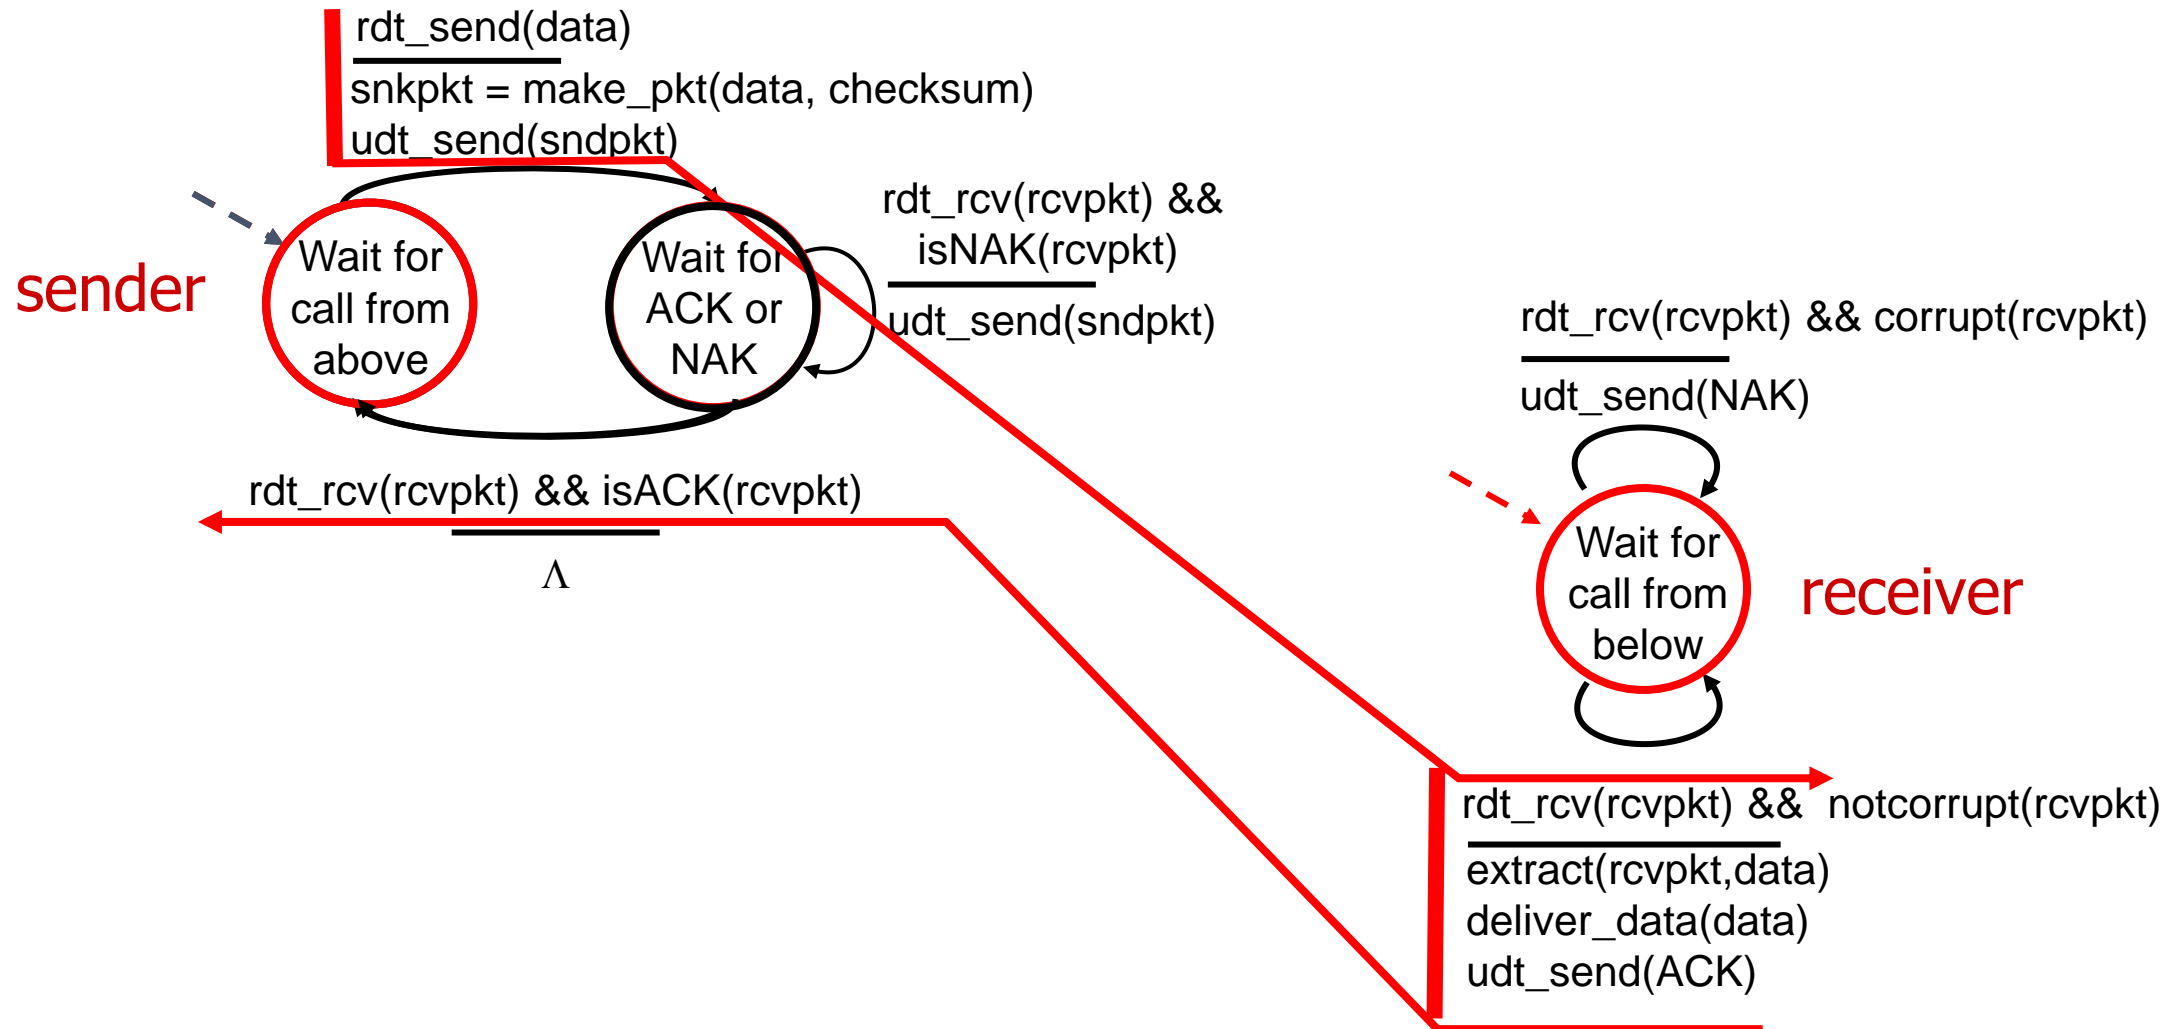 rdt_send(data)
snkpkt = make_pkt(data, checksum)
udt_send(sndpkt)
sender
Wait for
call from
above
Wait for
ACK or
NAK
rdt_rcv(rcvpkt) &&
isNAK(rcvpkt)
udt_send(sndpkt)
rdt_rcv(rcvpkt) && isACK(rcvpkt)
Λ
rdt_rcv(rcvpkt) && corrupt(rcvpkt)
udt_send(NAK)
Wait for
call from
below
receiver
rdt_rcv(rcvpkt) && notcorrupt(rcvpkt)
extract(rcvpkt,data)
deliver_data(data)
udt_send(ACK)